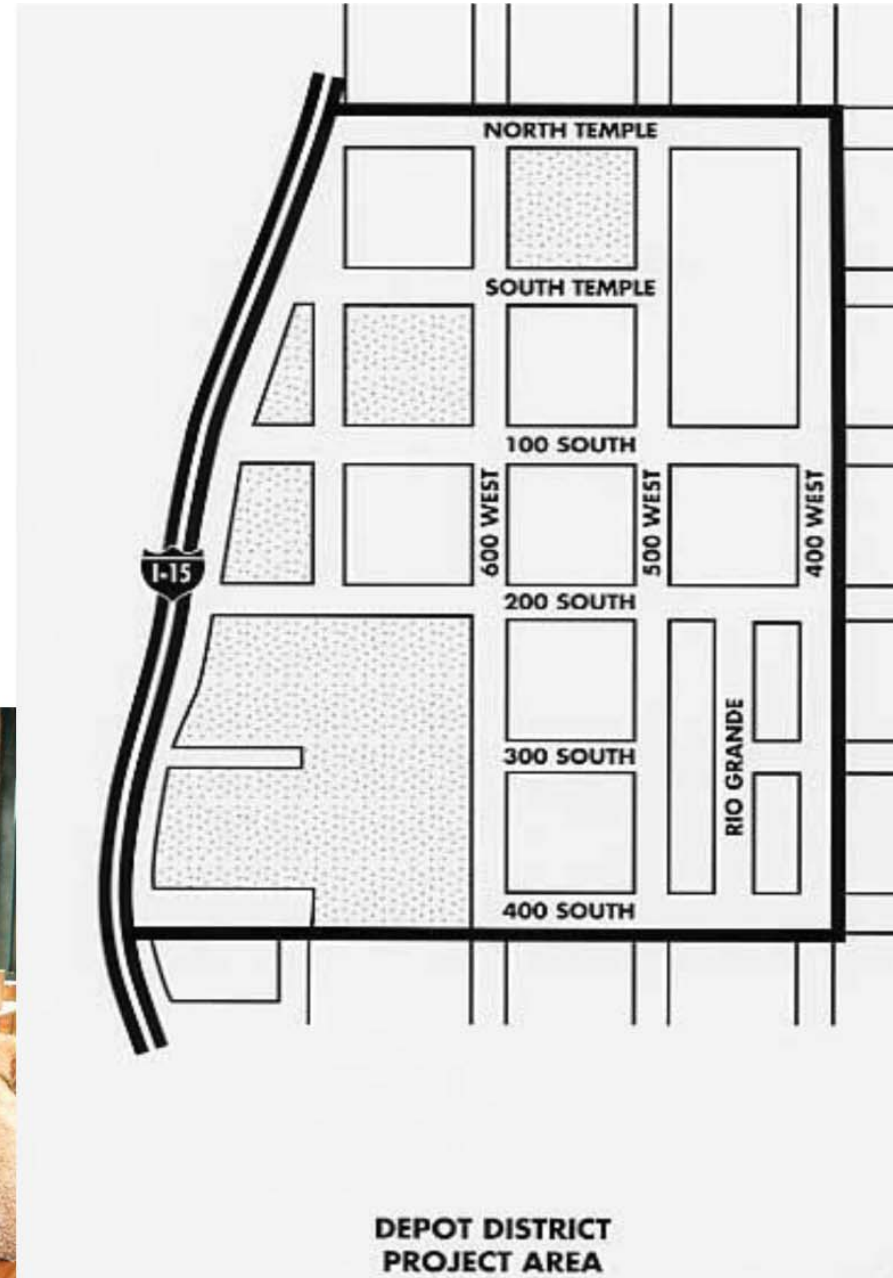 NORTH TEMPLE
SOUTH TEMPLE
100 SOUTH
600 WEST
500 WEST
400 WEST
I-15
200 SOUTH
300 SOUTH
RIO GRANDE
400 SOUTH
DEPOT DISTRICT
PROJECT AREA